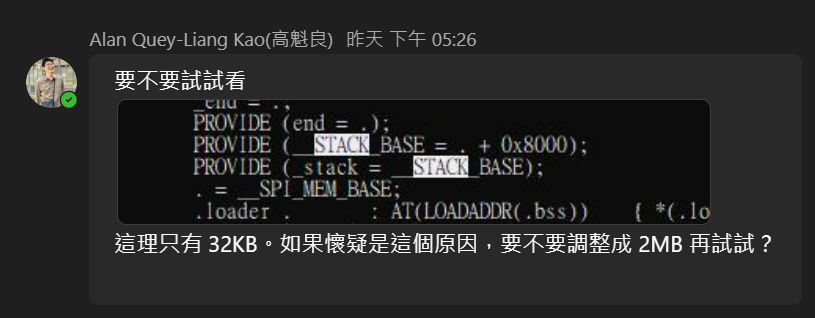 Alan Quey-Liang Kao(高魁良) 昨天 下午 05:26
要不要試試看
_end = .;
PROVIDE (end = .);
PROVIDE (__STACK_BASE = . + 0x8000);
PROVIDE (_stack = __STACK_BASE);
. = __SPI_MEM_BASE;
.loader . : AT(LOADADDR(.bss)) { *(.lo
這理只有 32KB。如果懷疑是這個原因，要不要調整成 2MB 再試試？